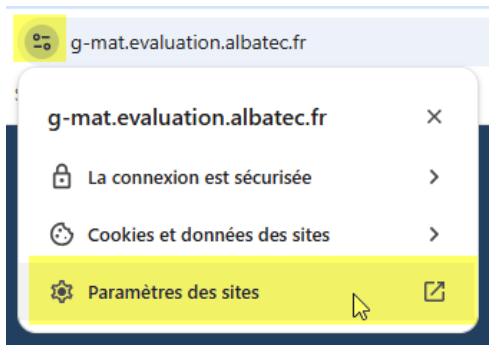 g-mat.evaluation.albatec.fr
g-mat.evaluation.albatec.fr
La connexion est sécurisée
Cookies et données des sites
Paramètres des sites